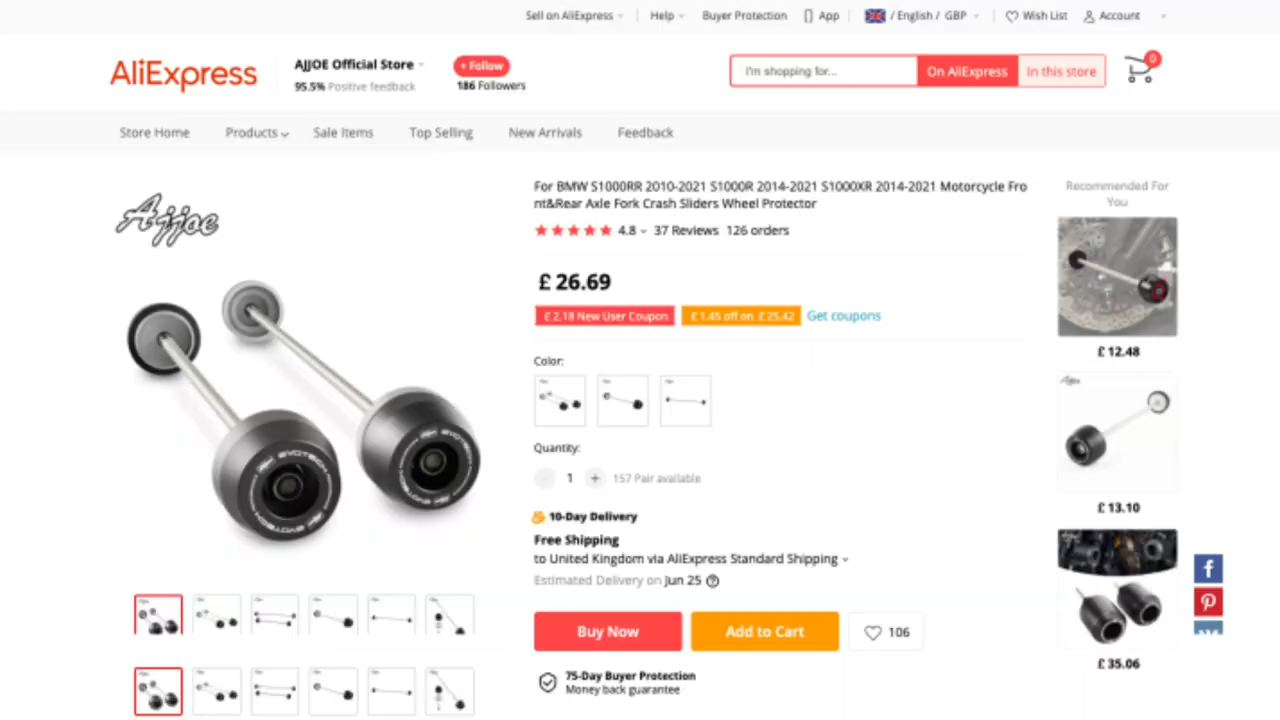 Sell on AliExpress
Help
Buyer Protection
App
/ English / GBP
Wish List
Account
AliExpress
AJJOE Official Store
+ Follow
95.5% Positive feedback
186 Followers
I'm shopping for...
On AliExpress
In this store
0
Store Home
Products
Sale Items
Top Selling
New Arrivals
Feedback
Ajjoe
EVOTECH
EVOTECH
For BMW S1000RR 2010-2021 S1000R 2014-2021 S1000XR 2014-2021 Motorcycle Fro
nt&Rear Axle Fork Crash Sliders Wheel Protector
4.8
37 Reviews
126 orders
£ 26.69
£ 2.18 New User Coupon
£ 1.45 off on £ 25.42
Get coupons
Color:
Quantity:
- 1 +
157 Pair available
10-Day Delivery
Free Shipping
to United Kingdom via AliExpress Standard Shipping
Estimated Delivery on Jun 25
Buy Now
Add to Cart
106
75-Day Buyer Protection
Money back guarantee
Recommended For
You
£ 12.48
Ajjoe
£ 13.10
£ 35.06